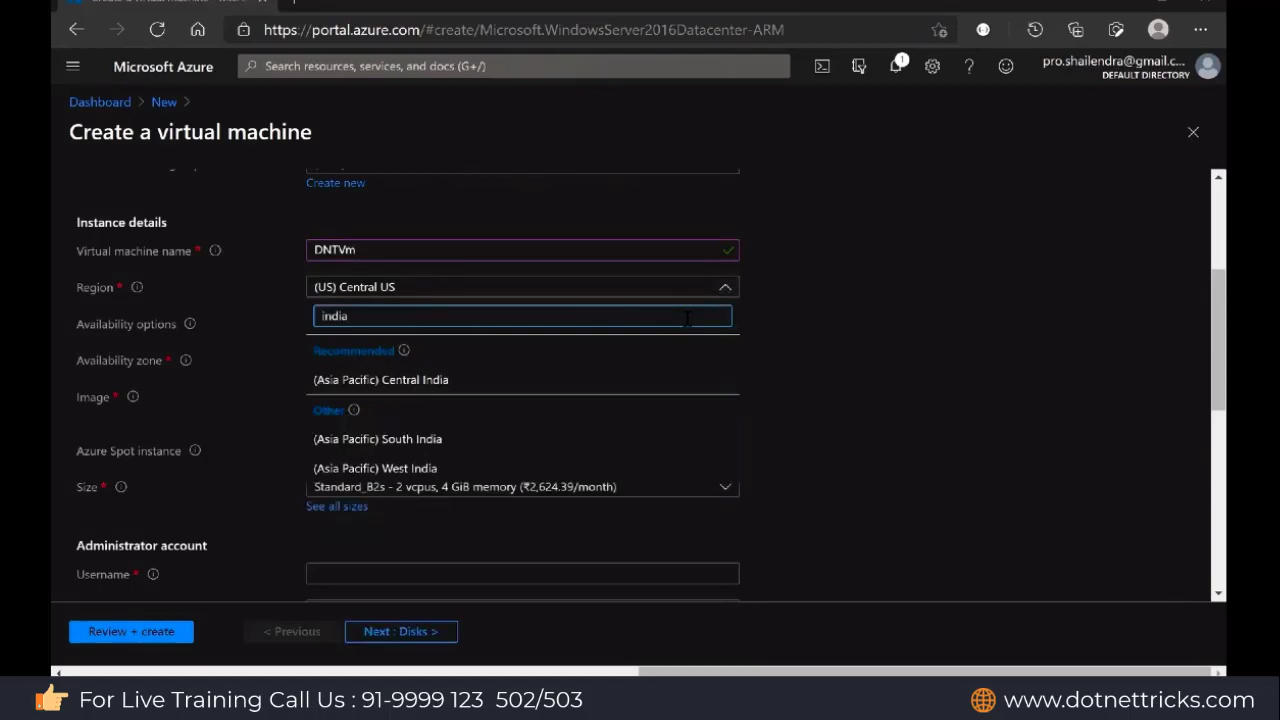 https://portal.azure.com/#create/Microsoft.WindowsServer2016Datacenter-ARM
Microsoft Azure
Search resources, services, and docs (G+/)
1
pro.shailendra@gmail.c...
DEFAULT DIRECTORY
Dashboard > New >
Create a virtual machine
Create new
Instance details
Virtual machine name *
DNTVm
Region *
(US) Central US
india
Availability options
Recommended
Availability zone *
(Asia Pacific) Central India
Image *
Other
(Asia Pacific) South India
Azure Spot instance
(Asia Pacific) West India
Size *
Standard_B2s - 2 vcpus, 4 GiB memory (₹2,624.39/month)
See all sizes
Administrator account
Username *
Review + create
< Previous
Next : Disks >
For Live Training Call Us : 91-9999 123 502/503
www.dotnettricks.com